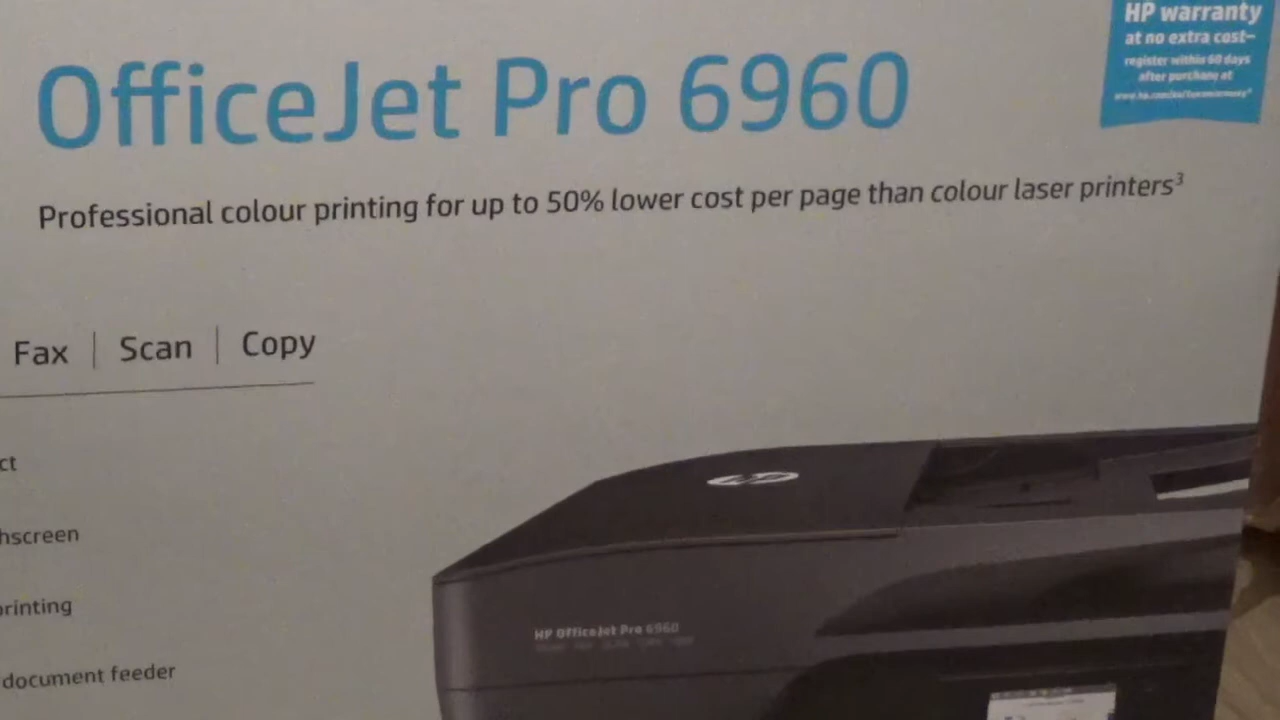 HP warranty
at no extra cost–
register within 60 days
after purchase at
OfficeJet Pro 6960
Professional colour printing for up to 50% lower cost per page than colour laser printers³
Fax | Scan | Copy
ct
hscreen
printing
document feeder
hp
HP OfficeJet Pro 6960